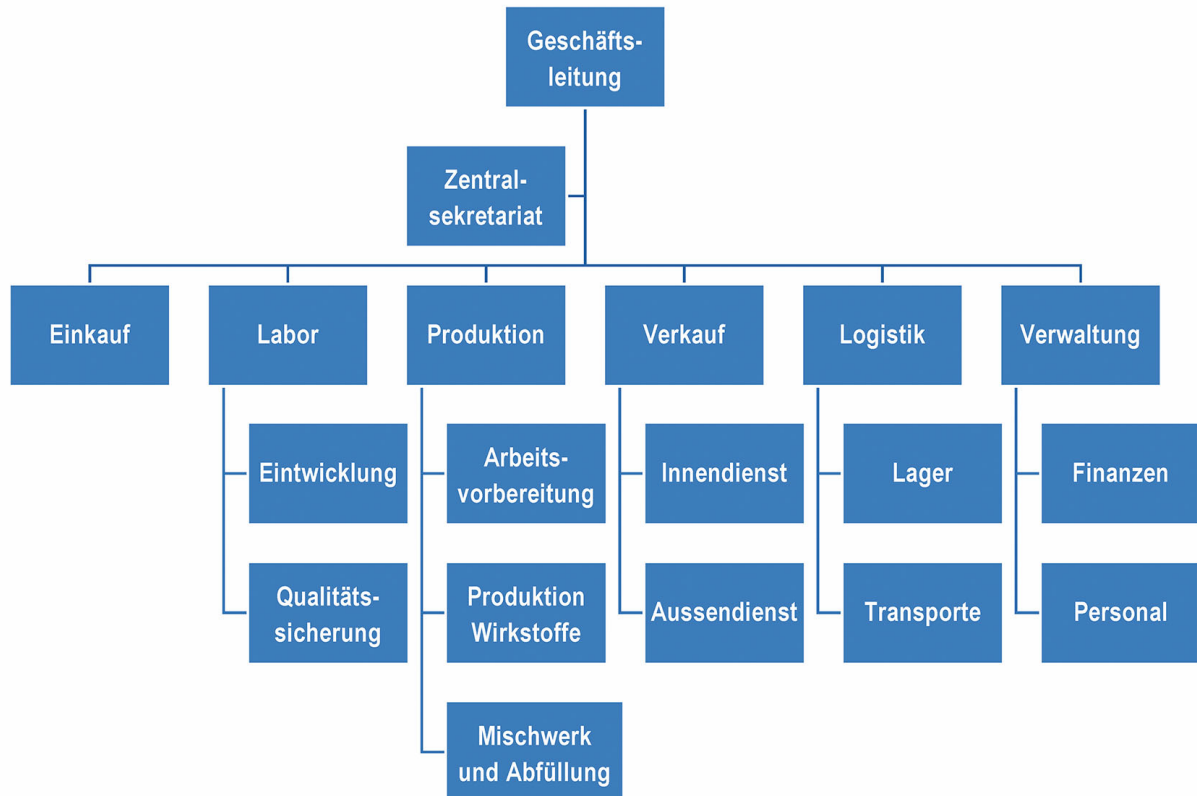 Geschäfts-
leitung
Zentral-
sekretariat
Einkauf
Labor
Produktion
Verkauf
Logistik
Verwaltung
Eintwicklung
Arbeits-
vorbereitung
Innendienst
Lager
Finanzen
Qualitäts-
sicherung
Produktion
Wirkstoffe
Aussendienst
Transporte
Personal
Mischwerk
und Abfüllung